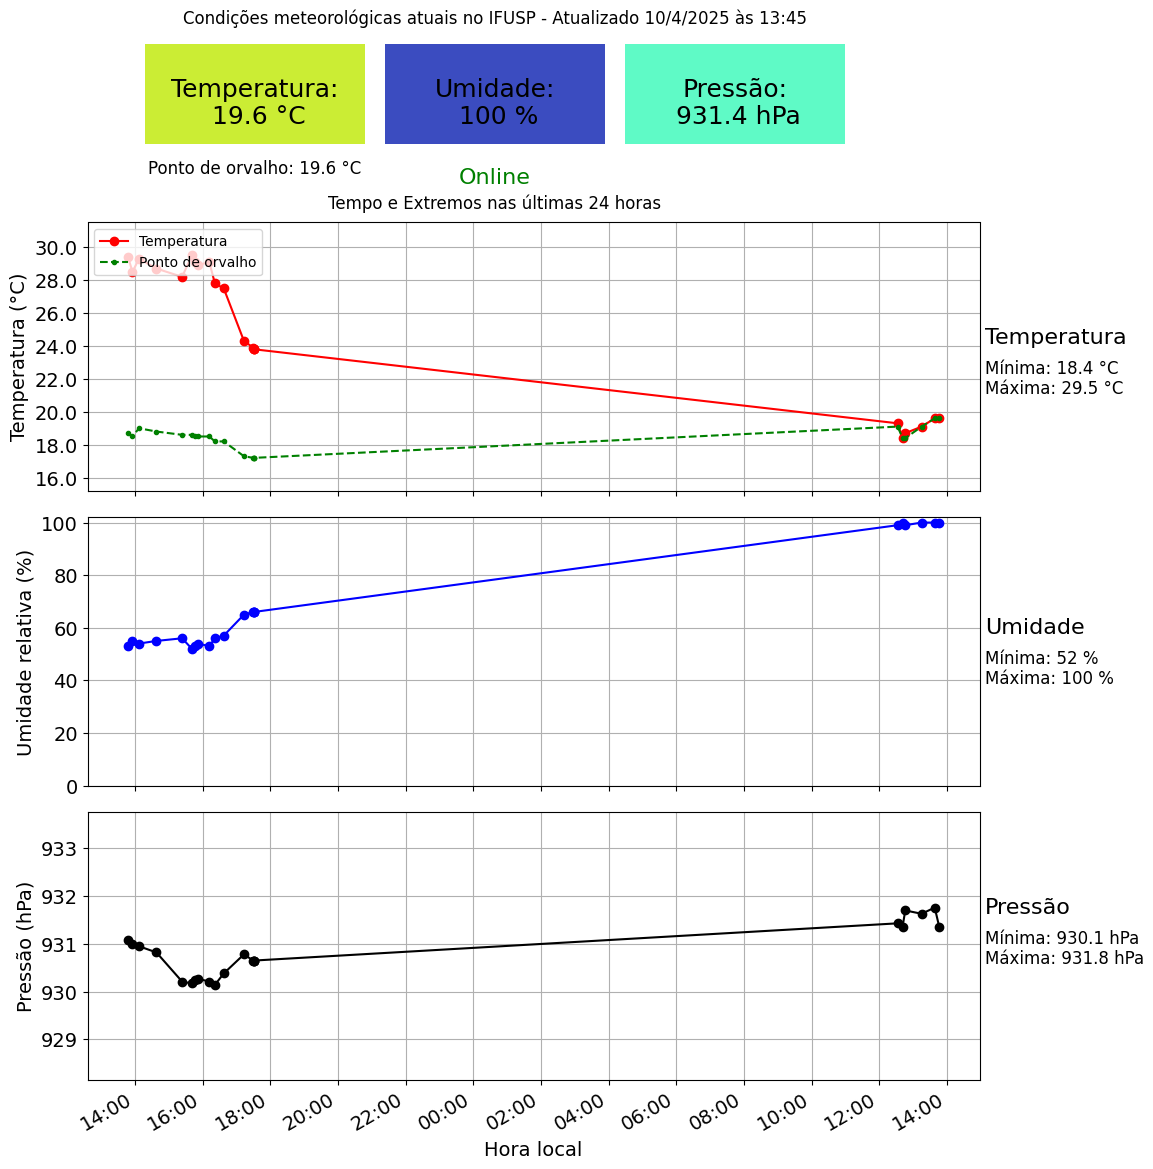 Condições meteorológicas atuais no IFUSP - Atualizado 10/4/2025 às 13:45
Temperatura:
19.6 °C
Umidade:
100 %
Pressão:
931.4 hPa
Ponto de orvalho: 19.6 °C
Online
Tempo e Extremos nas últimas 24 horas
Temperatura (°C)
30.0
28.0
26.0
24.0
22.0
20.0
18.0
16.0
Temperatura
Ponto de orvalho
Temperatura
Mínima: 18.4 °C
Máxima: 29.5 °C
Umidade relativa (%)
100
80
60
40
20
0
Umidade
Mínima: 52 %
Máxima: 100 %
Pressão (hPa)
933
932
931
930
929
Pressão
Mínima: 930.1 hPa
Máxima: 931.8 hPa
14:00 16:00 18:00 20:00 22:00 00:00 02:00 04:00 06:00 08:00 10:00 12:00 14:00
Hora local